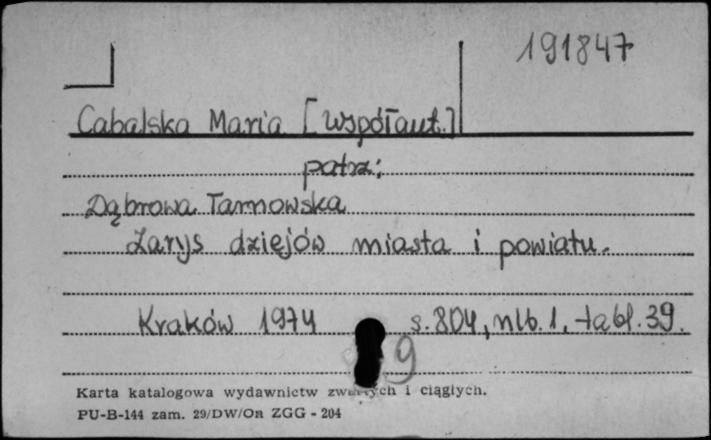 191847
Cabalska Maria [współaut.]
patrz:
Dąbrowa Tarnowska
Zarys dziejów miasta i powiatu.
Kraków 1974 s. 804, nlb. 1, tabl. 39.
9
Karta katalogowa wydawnictw zwartych i ciągłych.
PU-B-144 zam. 29/DW/On ZGG - 204